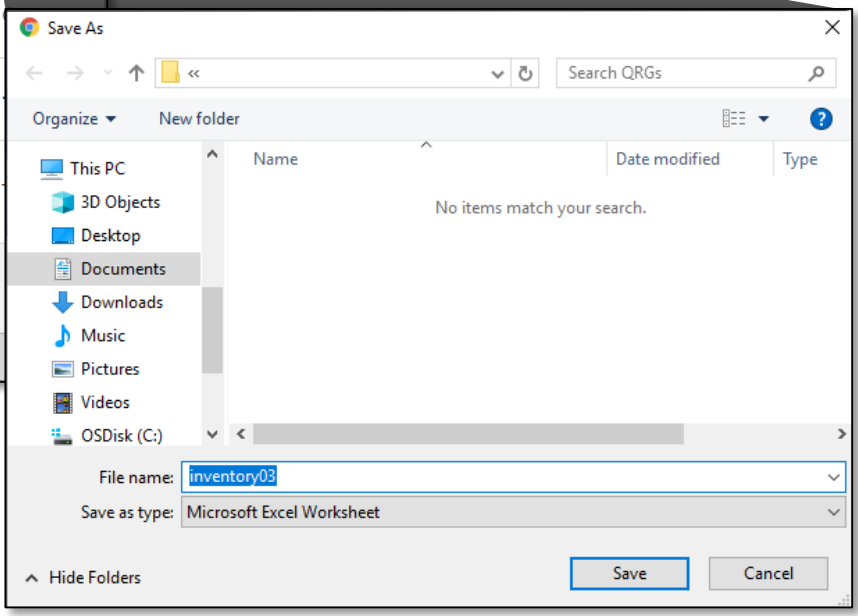 Save As
«
Search QRGs
Organize
New folder
?
Name
Date modified
Type
No items match your search.
This PC
3D Objects
Desktop
Documents
Downloads
Music
Pictures
Videos
OSDisk (C:)
File name: inventory03
Save as type: Microsoft Excel Worksheet
Hide Folders
Save
Cancel